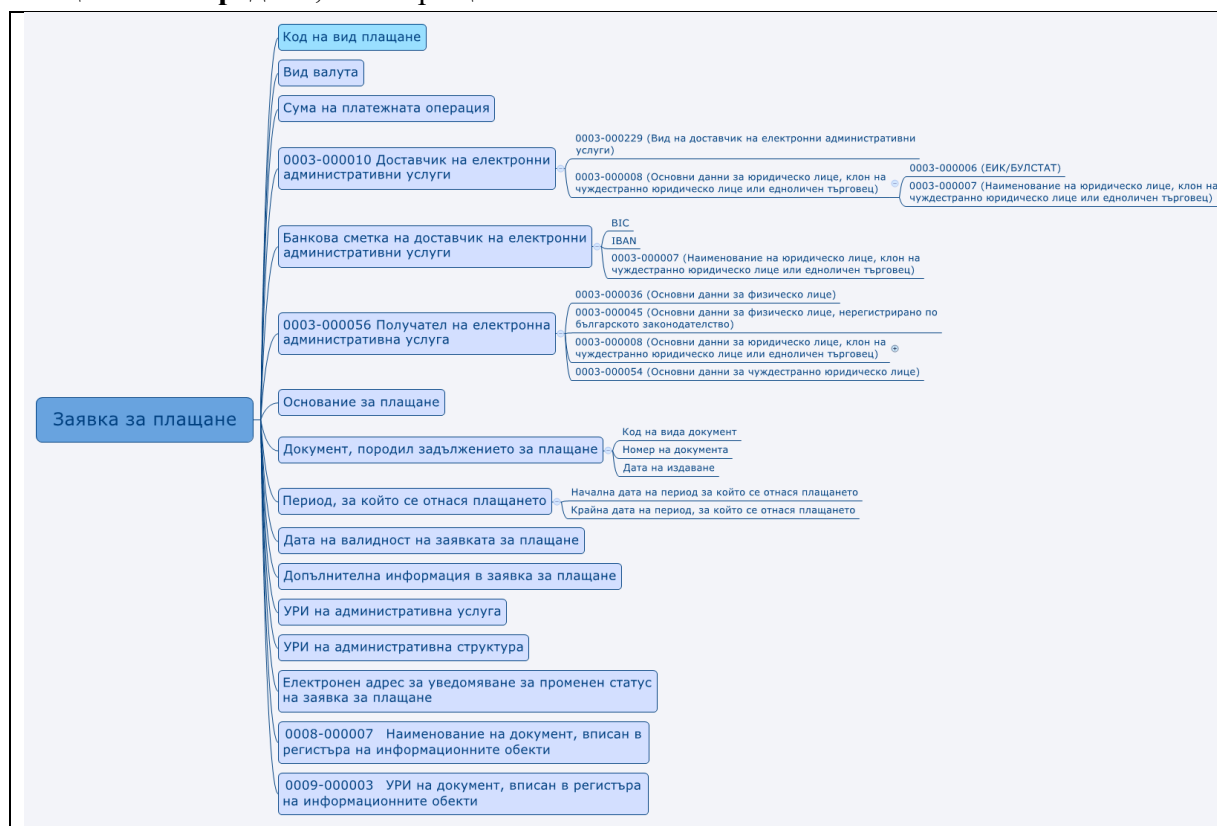 Код на вид плащане
Вид валута
Сума на платежната операция
0003-000010 Доставчик на електронни
административни услуги
0003-000229 (Вид на доставчик на електронни административни
услуги)
0003-000008 (Основни данни за юридическо лице, клон на
чуждестранно юридическо лице или едноличен търговец)
0003-000006 (ЕИК/БУЛСТАТ)
0003-000007 (Наименование на юридическо лице, клон на
чуждестранно юридическо лице или едноличен търговец)
Банкова сметка на доставчик на електронни
административни услуги
BIC
IBAN
0003-000007 (Наименование на юридическо лице, клон на
чуждестранно юридическо лице или едноличен търговец)
0003-000056 Получател на електронна
административна услуга
0003-000036 (Основни данни за физическо лице)
0003-000045 (Основни данни за физическо лице, нерегистрирано по
българското законодателство)
0003-000008 (Основни данни за юридическо лице, клон на
чуждестранно юридическо лице или едноличен търговец)
0003-000054 (Основни данни за чуждестранно юридическо лице)
Заявка за плащане
Основание за плащане
Документ, породил задължението за плащане
Код на вида документ
Номер на документа
Дата на издаване
Период, за който се отнася плащането
Начална дата на период за който се отнася плащането
Крайна дата на период, за който се отнася плащането
Дата на валидност на заявката за плащане
Допълнителна информация в заявка за плащане
УРИ на административна услуга
УРИ на административна структура
Електронен адрес за уведомяване за променен статус
на заявка за плащане
0008-000007 Наименование на документ, вписан в
регистъра на информационните обекти
0009-000003 УРИ на документ, вписан в регистъра
на информационните обекти